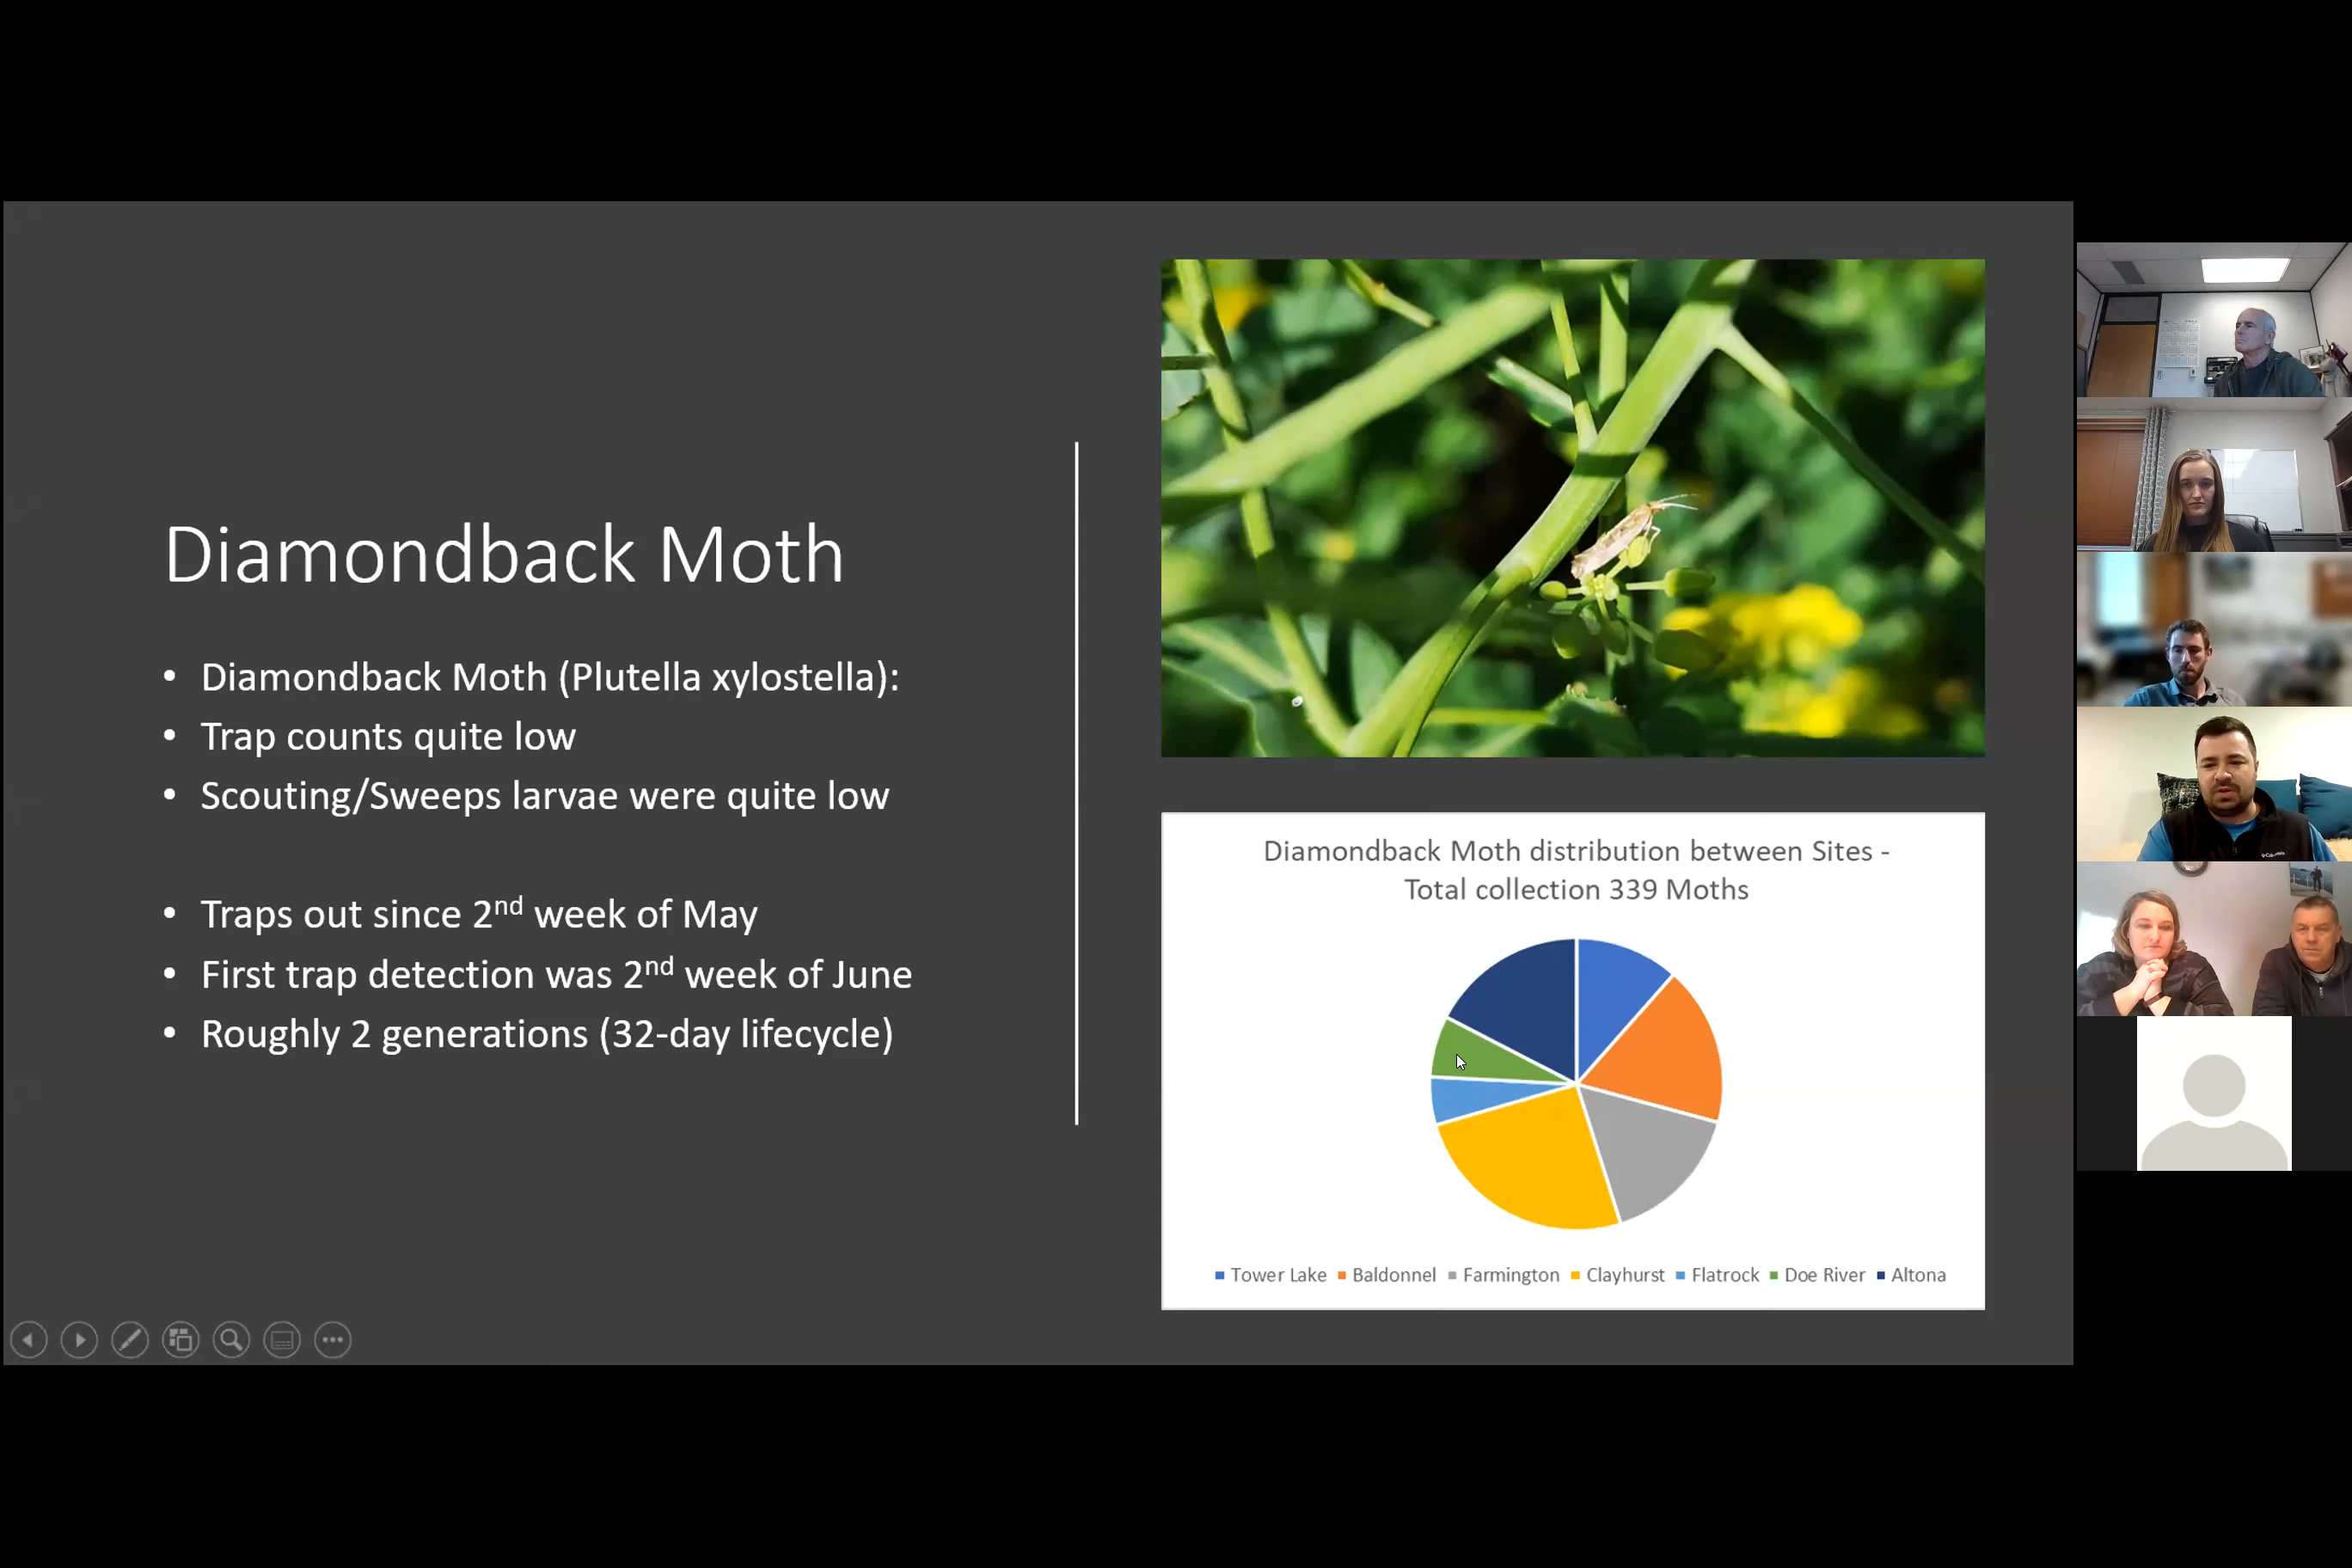 Diamondback Moth
• Diamondback Moth (Plutella xylostella):
• Trap counts quite low
• Scouting/Sweeps larvae were quite low
• Traps out since 2nd week of May
• First trap detection was 2nd week of June
• Roughly 2 generations (32-day lifecycle)
Diamondback Moth distribution between Sites -
Total collection 339 Moths
Tower Lake Baldonnel Farmington Clayhurst Flatrock Doe River Altona